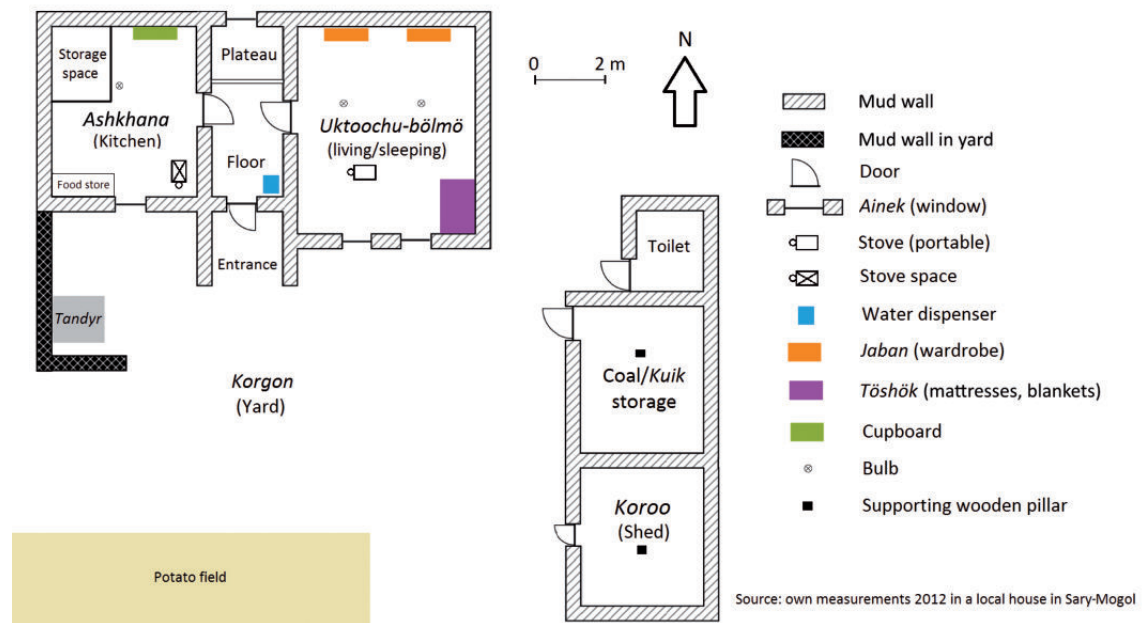 Storage
space
Plateau
Ashkhana
(Kitchen)
Floor
Food store
Entrance
Uktoochu-bölmö
(living/sleeping)
0 2 m
N
Tandyr
Korgon
(Yard)
Potato field
Toilet
Coal/Kuik
storage
Koroo
(Shed)
Mud wall
Mud wall in yard
Door
Ainek (window)
Stove (portable)
Stove space
Water dispenser
Jaban (wardrobe)
Töshök (mattresses, blankets)
Cupboard
Bulb
Supporting wooden pillar
Source: own measurements 2012 in a local house in Sary-Mogol